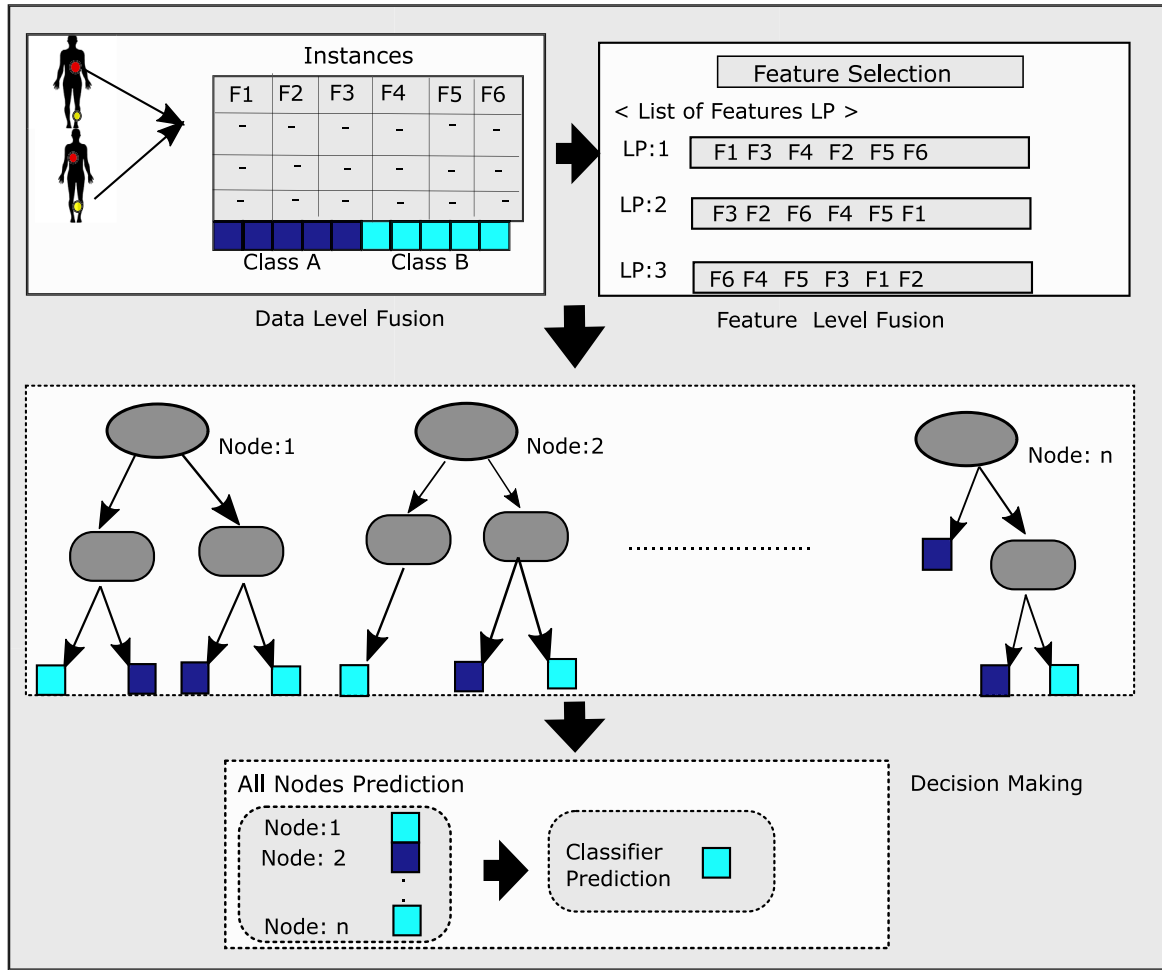 Instances
F1 F2 F3 F4 F5 F6
- - - - - -
- - - - - -
- - - - - -
Class A Class B
Data Level Fusion
Feature Selection
< List of Features LP >
LP:1 F1 F3 F4 F2 F5 F6
LP:2 F3 F2 F6 F4 F5 F1
LP:3 F6 F4 F5 F3 F1 F2
Feature Level Fusion
Node:1
Node:2
Node: n
All Nodes Prediction
Node:1
Node: 2
Node: n
Classifier
Prediction
Decision Making